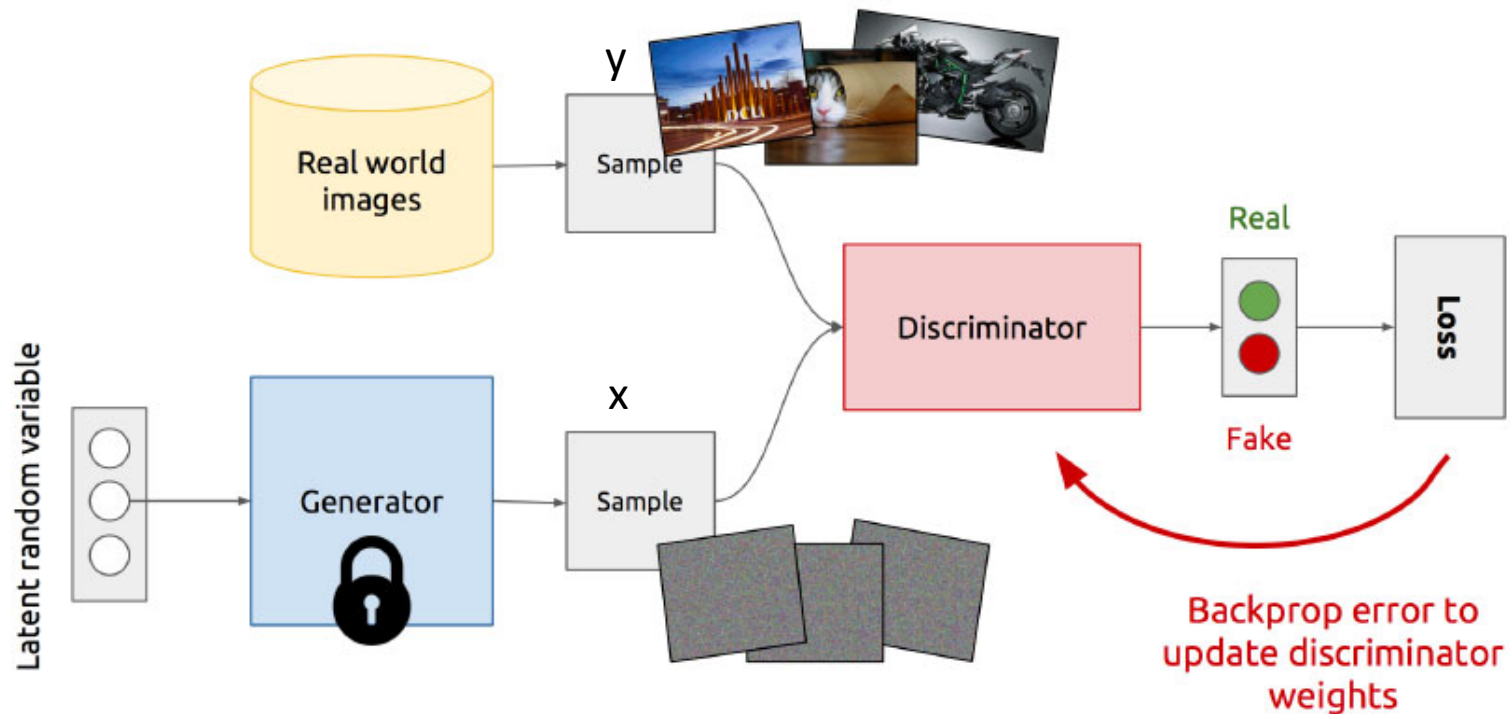 y
Real world
images
Sample
DCU
Real
Discriminator
Loss
Fake
Latent random variable
x
Generator
Sample
Backprop error to
update discriminator
weights